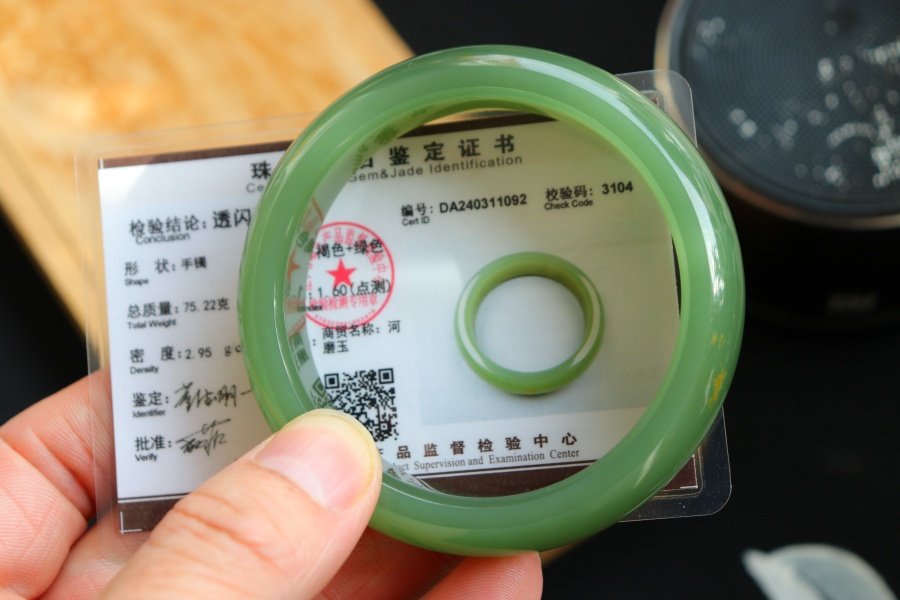 珠 鉴定证书
Gem&Jade Identification
编号: DA240311092
Cert ID
校验码: 3104
Check Code
检验结论: 透闪
Conclusion
形 状: 手镯
Shape
褐色+绿色
总质量: 75.22克
Total Weight
1.60(点测)
密 度: 2.95
Density
商贸名称: 河
磨玉
鉴定:
Identifier
批准:
Verify
产品监督检验中心
Supervision and Examination Center